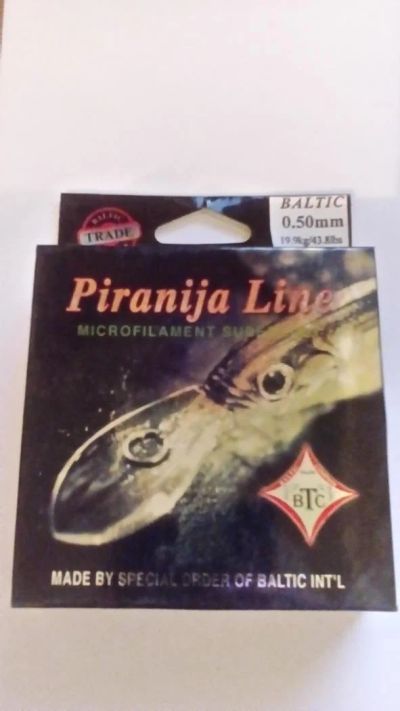 BALTIC
TRADE
BALTIC
0.50mm
19.9kg/43.8lbs
Piranija Line
MICROFILAMENT
BTC
MADE BY SPECIAL ORDER OF BALTIC INT'L